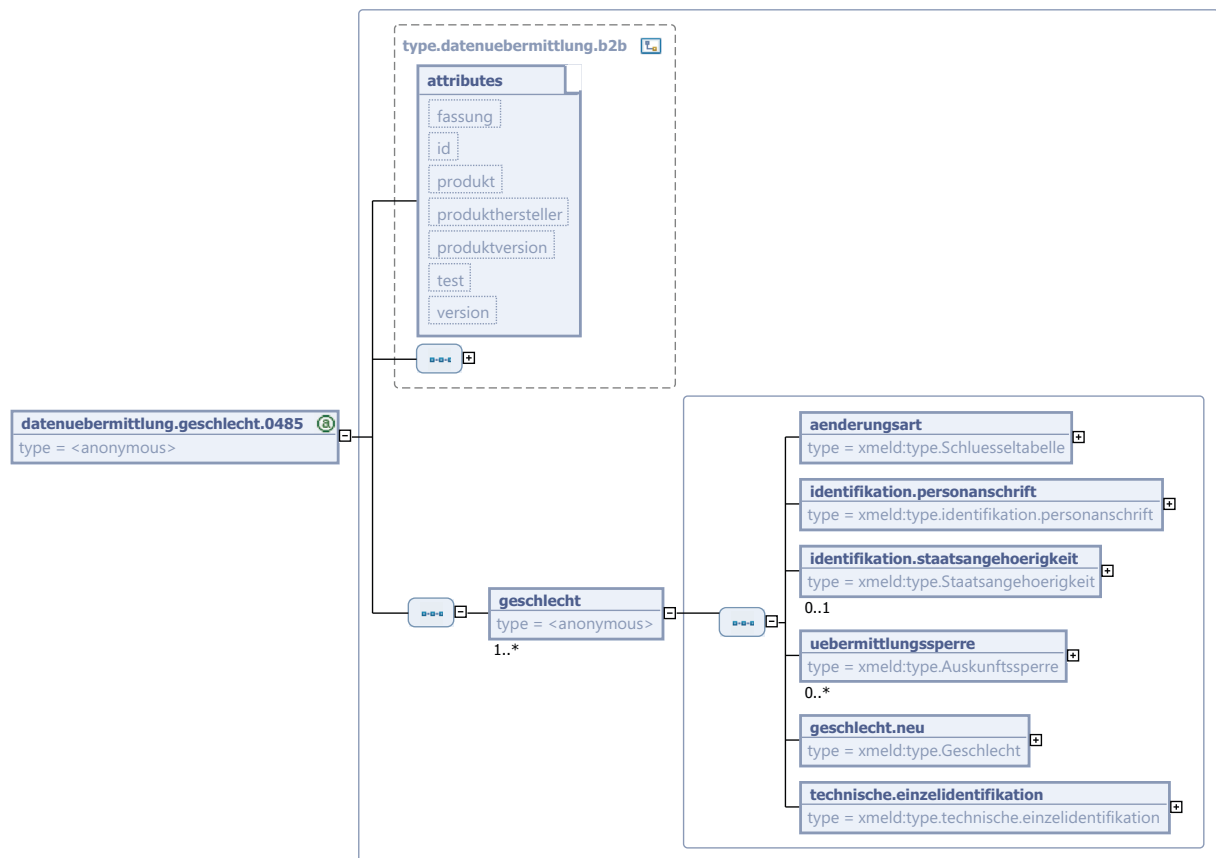 type.datenuebermittlung.b2b
attributes
fassung
id
produkt
produkthersteller
produktversion
test
version
datenuebermittlung.geschlecht.0485 a
type = <anonymous>
geschlecht
type = <anonymous>
1..*
aenderungsart
type = xmeld:type.Schluesseltabelle
identifikation.personanschrift
type = xmeld:type.identifikation.personanschrift
identifikation.staatsangehoerigkeit
type = xmeld:type.Staatsangehoerigkeit
0..1
uebermittlungssperre
type = xmeld:type.Auskunftssperre
0..*
geschlecht.neu
type = xmeld:type.Geschlecht
technische.einzelidentifikation
type = xmeld:type.technische.einzelidentifikation